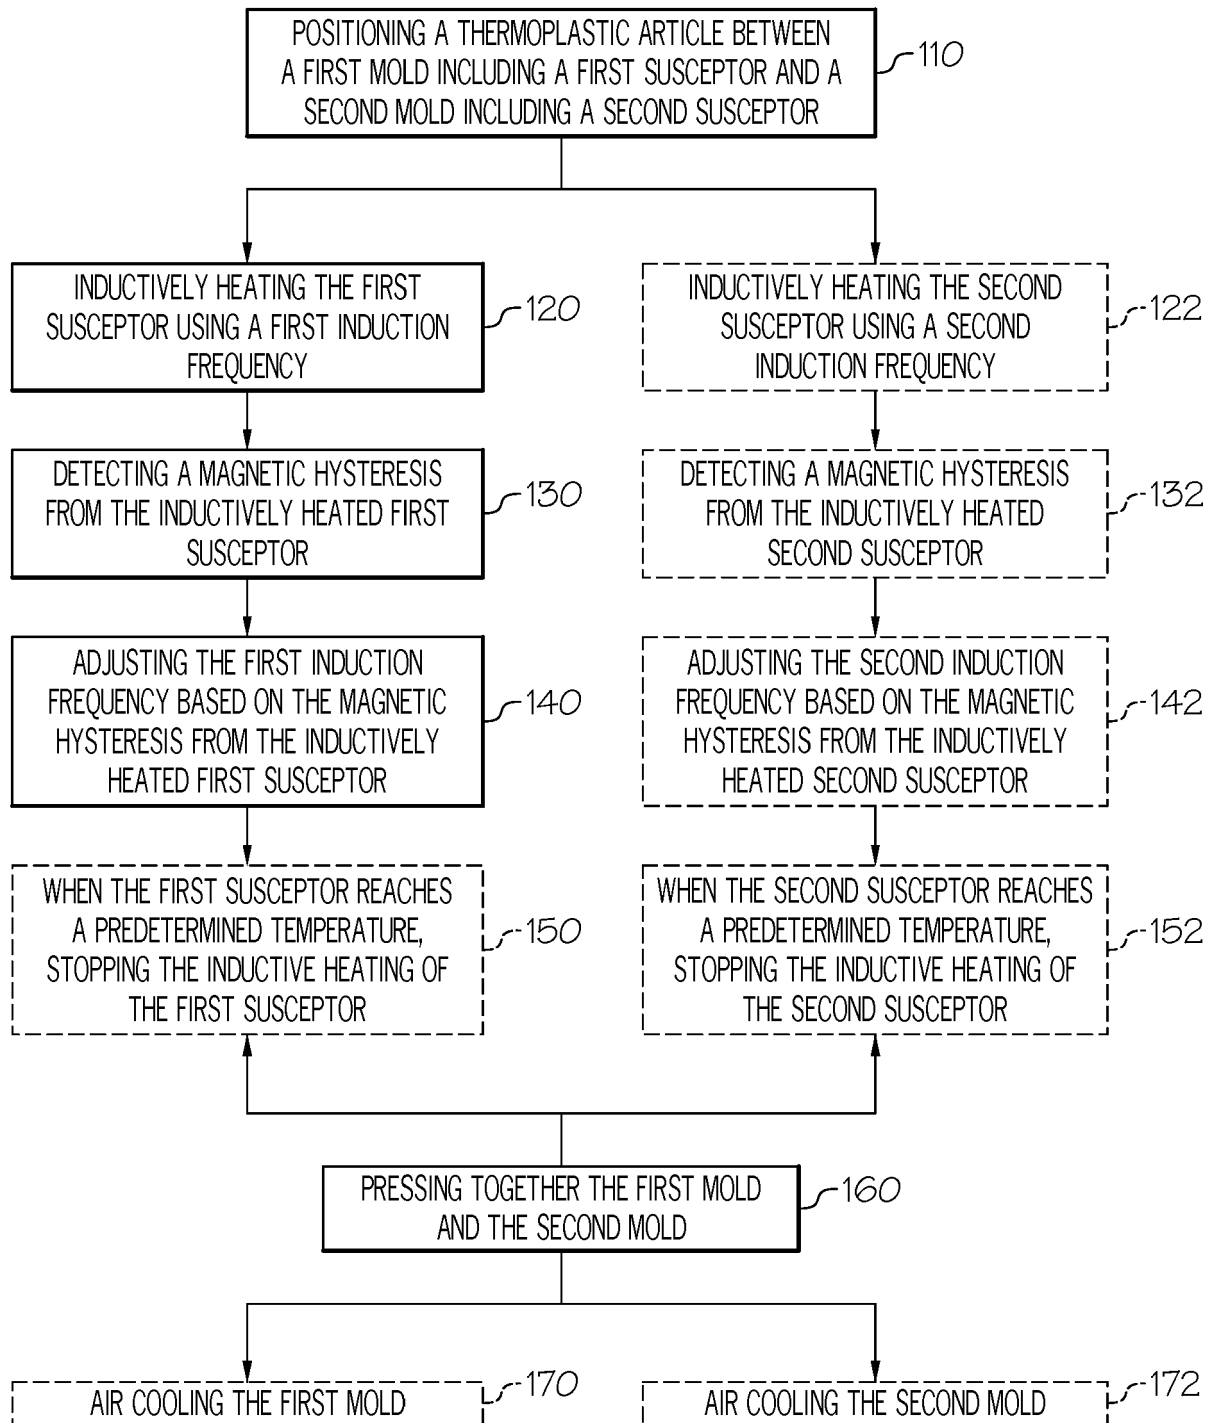 POSITIONING A THERMOPLASTIC ARTICLE BETWEEN
A FIRST MOLD INCLUDING A FIRST SUSCEPTOR AND A
SECOND MOLD INCLUDING A SECOND SUSCEPTOR
110
INDUCTIVELY HEATING THE FIRST
SUSCEPTOR USING A FIRST INDUCTION
FREQUENCY
120
INDUCTIVELY HEATING THE SECOND
SUSCEPTOR USING A SECOND
INDUCTION FREQUENCY
122
DETECTING A MAGNETIC HYSTERESIS
FROM THE INDUCTIVELY HEATED FIRST
SUSCEPTOR
130
DETECTING A MAGNETIC HYSTERESIS
FROM THE INDUCTIVELY HEATED
SECOND SUSCEPTOR
132
ADJUSTING THE FIRST INDUCTION
FREQUENCY BASED ON THE MAGNETIC
HYSTERESIS FROM THE INDUCTIVELY
HEATED FIRST SUSCEPTOR
140
ADJUSTING THE SECOND INDUCTION
FREQUENCY BASED ON THE MAGNETIC
HYSTERESIS FROM THE INDUCTIVELY
HEATED SECOND SUSCEPTOR
142
WHEN THE FIRST SUSCEPTOR REACHES
A PREDETERMINED TEMPERATURE,
STOPPING THE INDUCTIVE HEATING OF
THE FIRST SUSCEPTOR
150
WHEN THE SECOND SUSCEPTOR REACHES
A PREDETERMINED TEMPERATURE,
STOPPING THE INDUCTIVE HEATING OF
THE SECOND SUSCEPTOR
152
PRESSING TOGETHER THE FIRST MOLD
AND THE SECOND MOLD
160
AIR COOLING THE FIRST MOLD
170
AIR COOLING THE SECOND MOLD
172